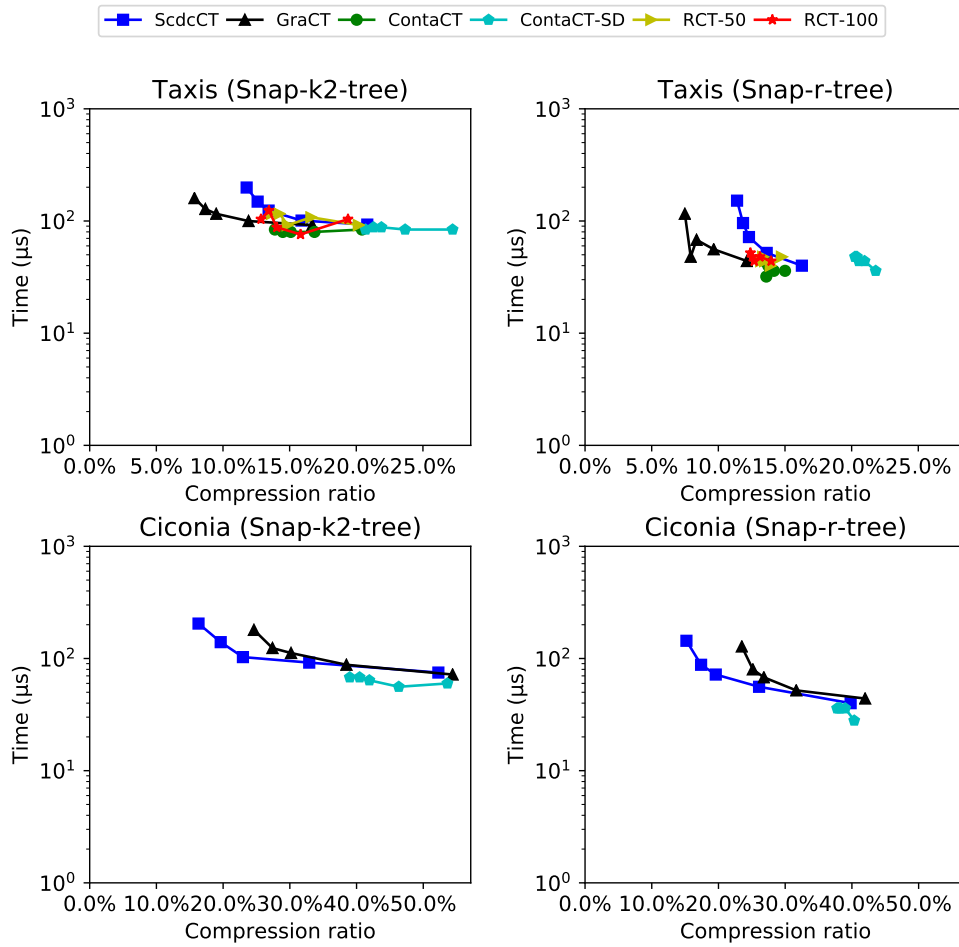 ScdcCT GraCT ContaCT ContaCT-SD RCT-50 RCT-100
Taxis (Snap-k2-tree)
Time (µs)
10³
10²
10¹
10⁰
0.0% 5.0% 10.0% 15.0% 20.0% 25.0%
Compression ratio
Taxis (Snap-r-tree)
Time (µs)
10³
10²
10¹
10⁰
0.0% 5.0% 10.0% 15.0% 20.0% 25.0%
Compression ratio
Ciconia (Snap-k2-tree)
Time (µs)
10³
10²
10¹
10⁰
0.0% 10.0% 20.0% 30.0% 40.0% 50.0%
Compression ratio
Ciconia (Snap-r-tree)
Time (µs)
10³
10²
10¹
10⁰
0.0% 10.0% 20.0% 30.0% 40.0% 50.0%
Compression ratio